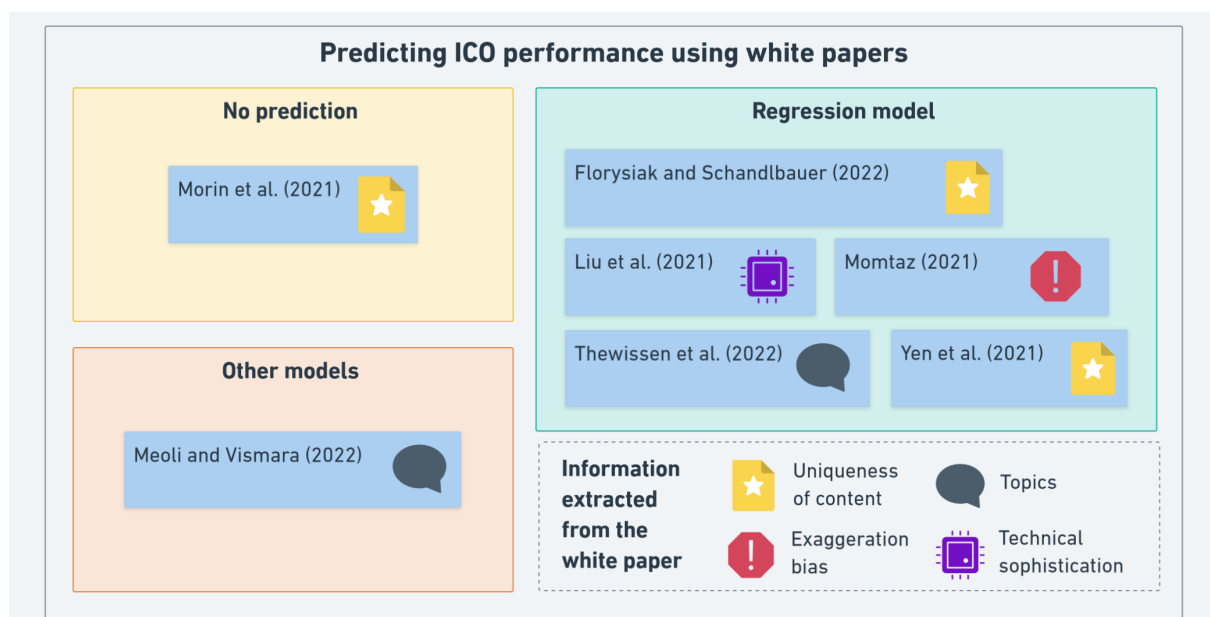 Predicting ICO performance using white papers
No prediction
Morin et al. (2021)
Other models
Meoli and Vismara (2022)
Regression model
Florysiak and Schandlbauer (2022)
Liu et al. (2021)
Momtaz (2021)
Thewissen et al. (2022)
Yen et al. (2021)
Information
extracted
from the
white paper
Uniqueness
of content
Topics
Exaggeration
bias
Technical
sophistication